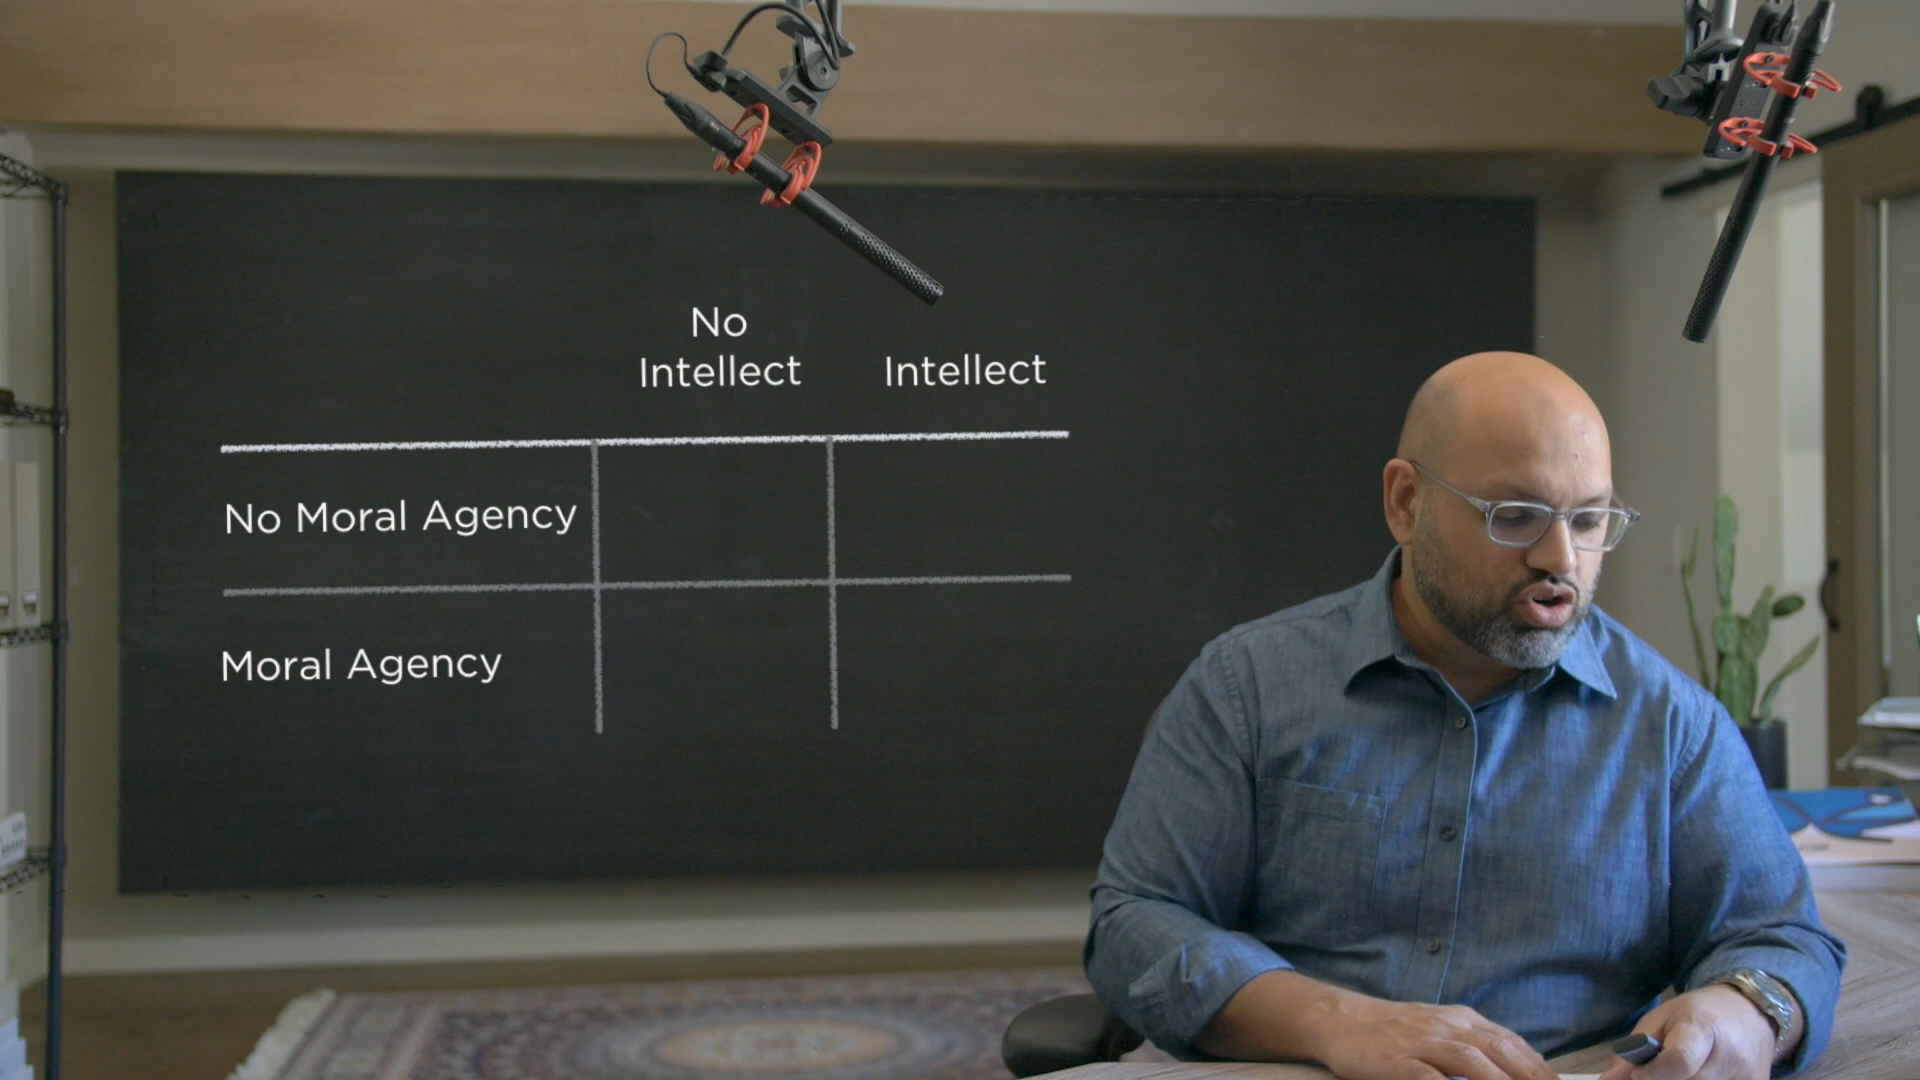 No
Intellect
Intellect
No Moral Agency
Moral Agency